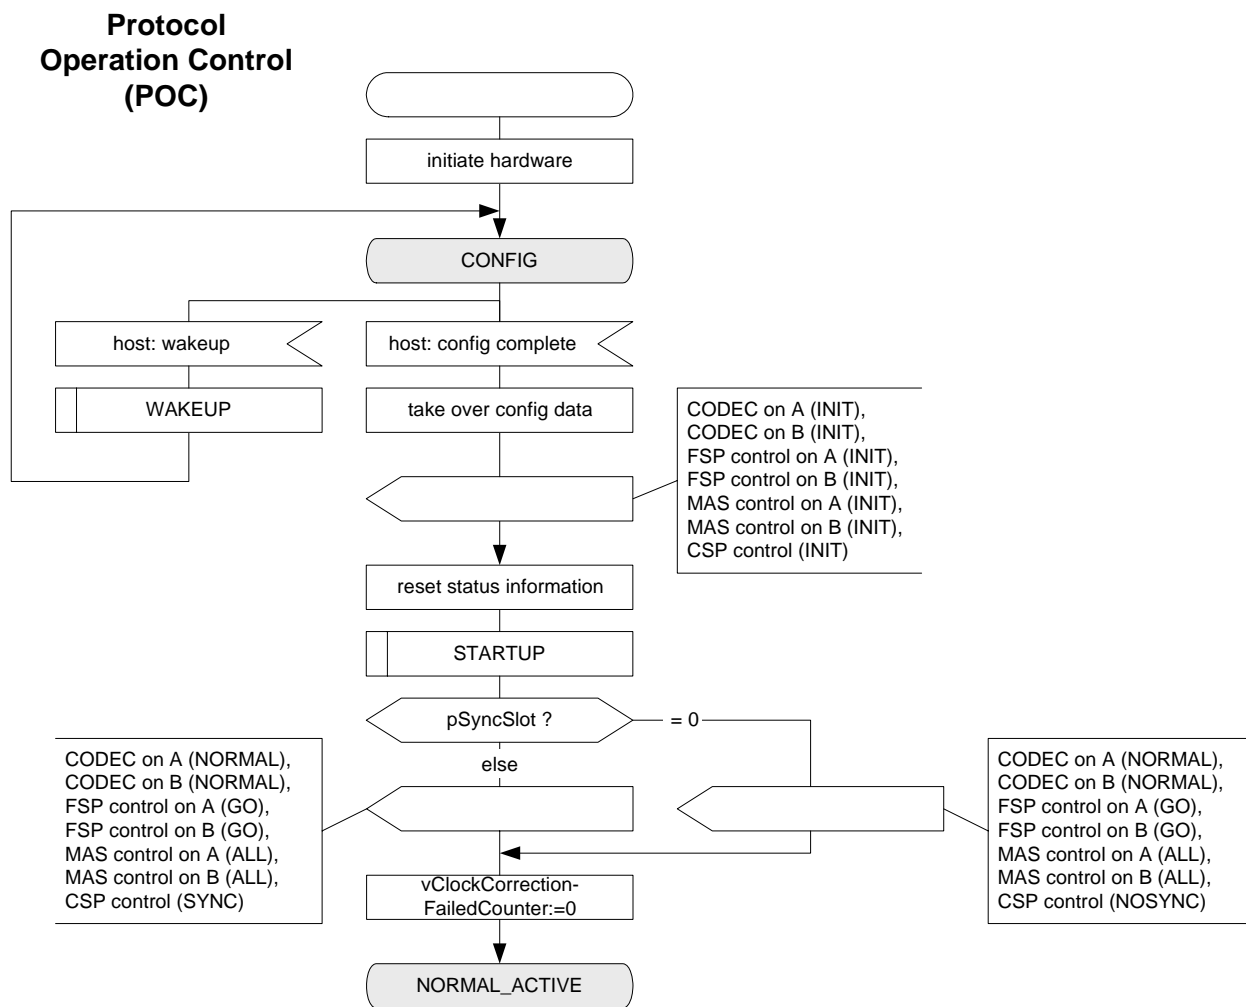 Protocol
Operation Control
(POC)
initiate hardware
CONFIG
host: wakeup
host: config complete
WAKEUP
take over config data
CODEC on A (INIT),
CODEC on B (INIT),
FSP control on A (INIT),
FSP control on B (INIT),
MAS control on A (INIT),
MAS control on B (INIT),
CSP control (INIT)
reset status information
STARTUP
pSyncSlot ?
= 0
else
CODEC on A (NORMAL),
CODEC on B (NORMAL),
FSP control on A (GO),
FSP control on B (GO),
MAS control on A (ALL),
MAS control on B (ALL),
CSP control (SYNC)
CODEC on A (NORMAL),
CODEC on B (NORMAL),
FSP control on A (GO),
FSP control on B (GO),
MAS control on A (ALL),
MAS control on B (ALL),
CSP control (NOSYNC)
vClockCorrection-
FailedCounter:=0
NORMAL_ACTIVE